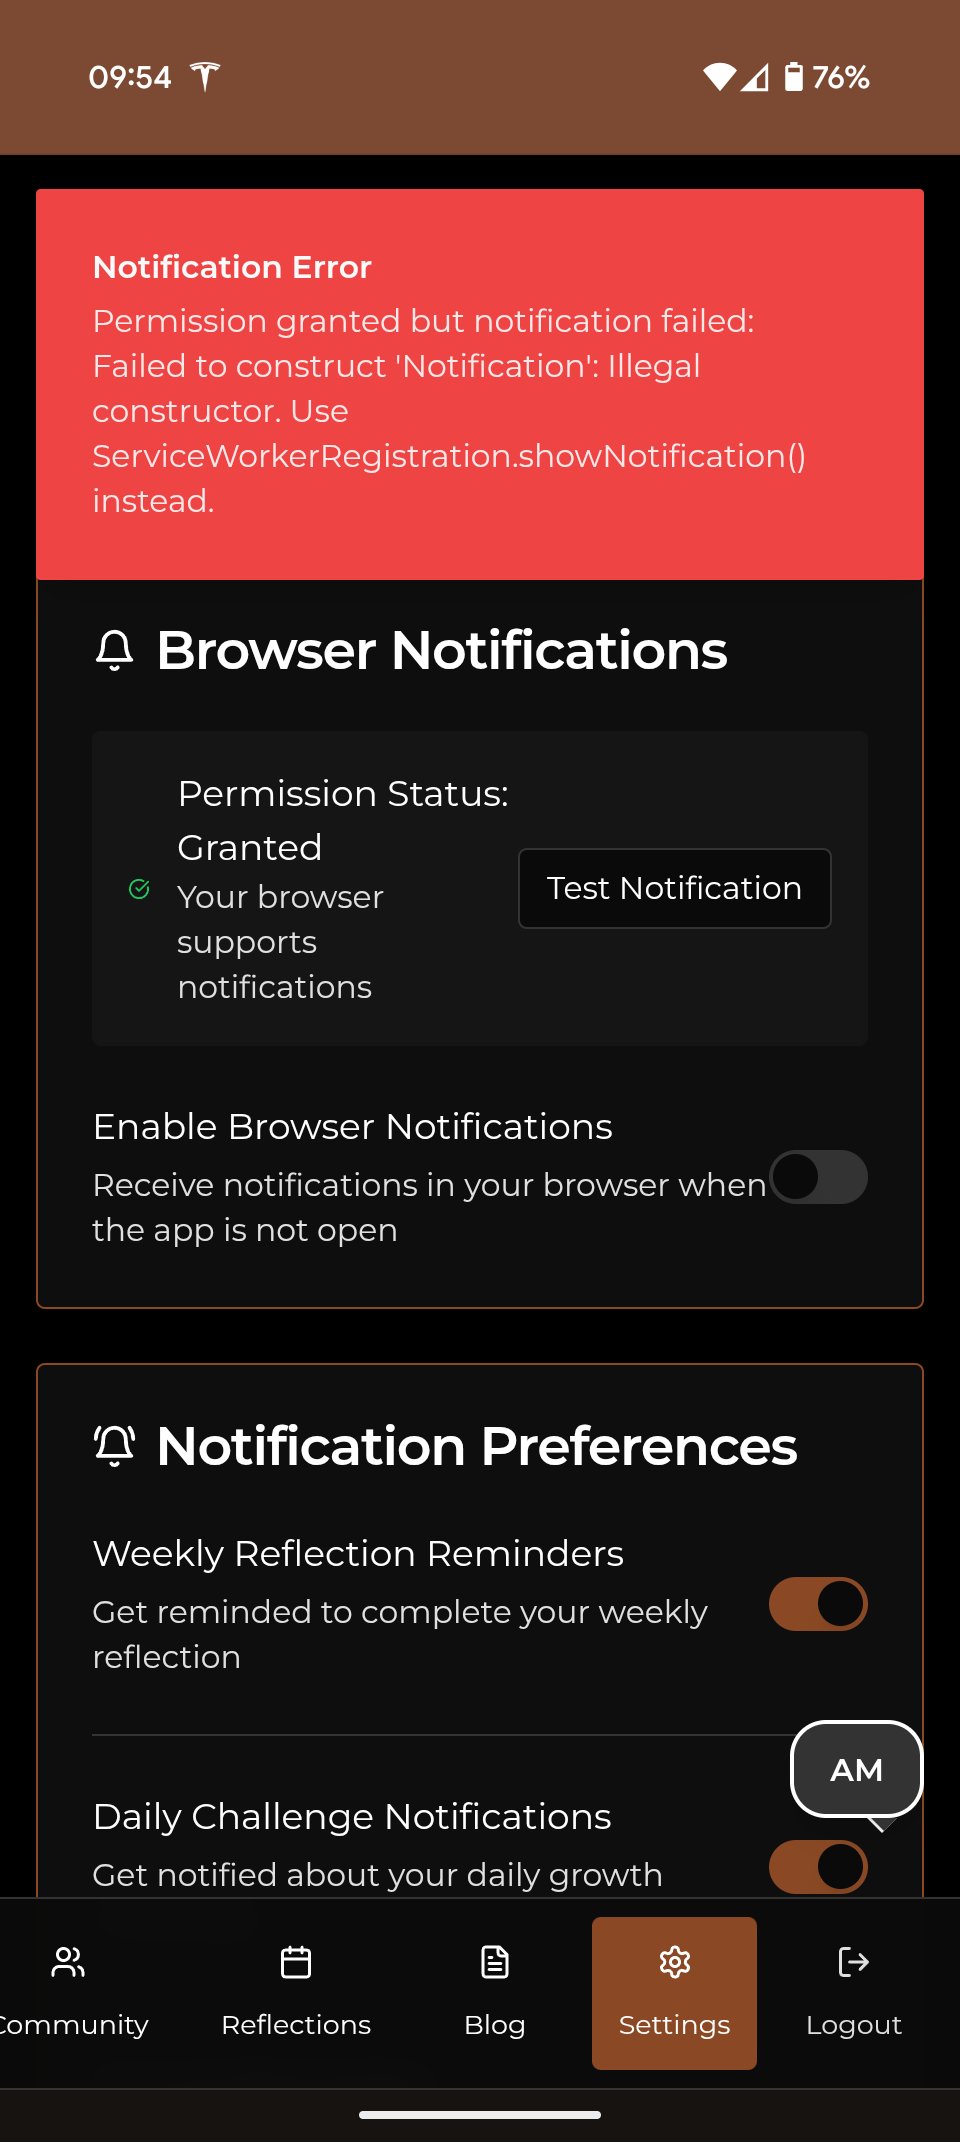 09:54
76%
Notification Error
Permission granted but notification failed:
Failed to construct 'Notification': Illegal
constructor. Use
ServiceWorkerRegistration.showNotification()
instead.
Browser Notifications
Permission Status:
Granted
Your browser
supports
notifications
Test Notification
Enable Browser Notifications
Receive notifications in your browser when
the app is not open
Notification Preferences
Weekly Reflection Reminders
Get reminded to complete your weekly
reflection
AM
Daily Challenge Notifications
Get notified about your daily growth
Community
Reflections
Blog
Settings
Logout